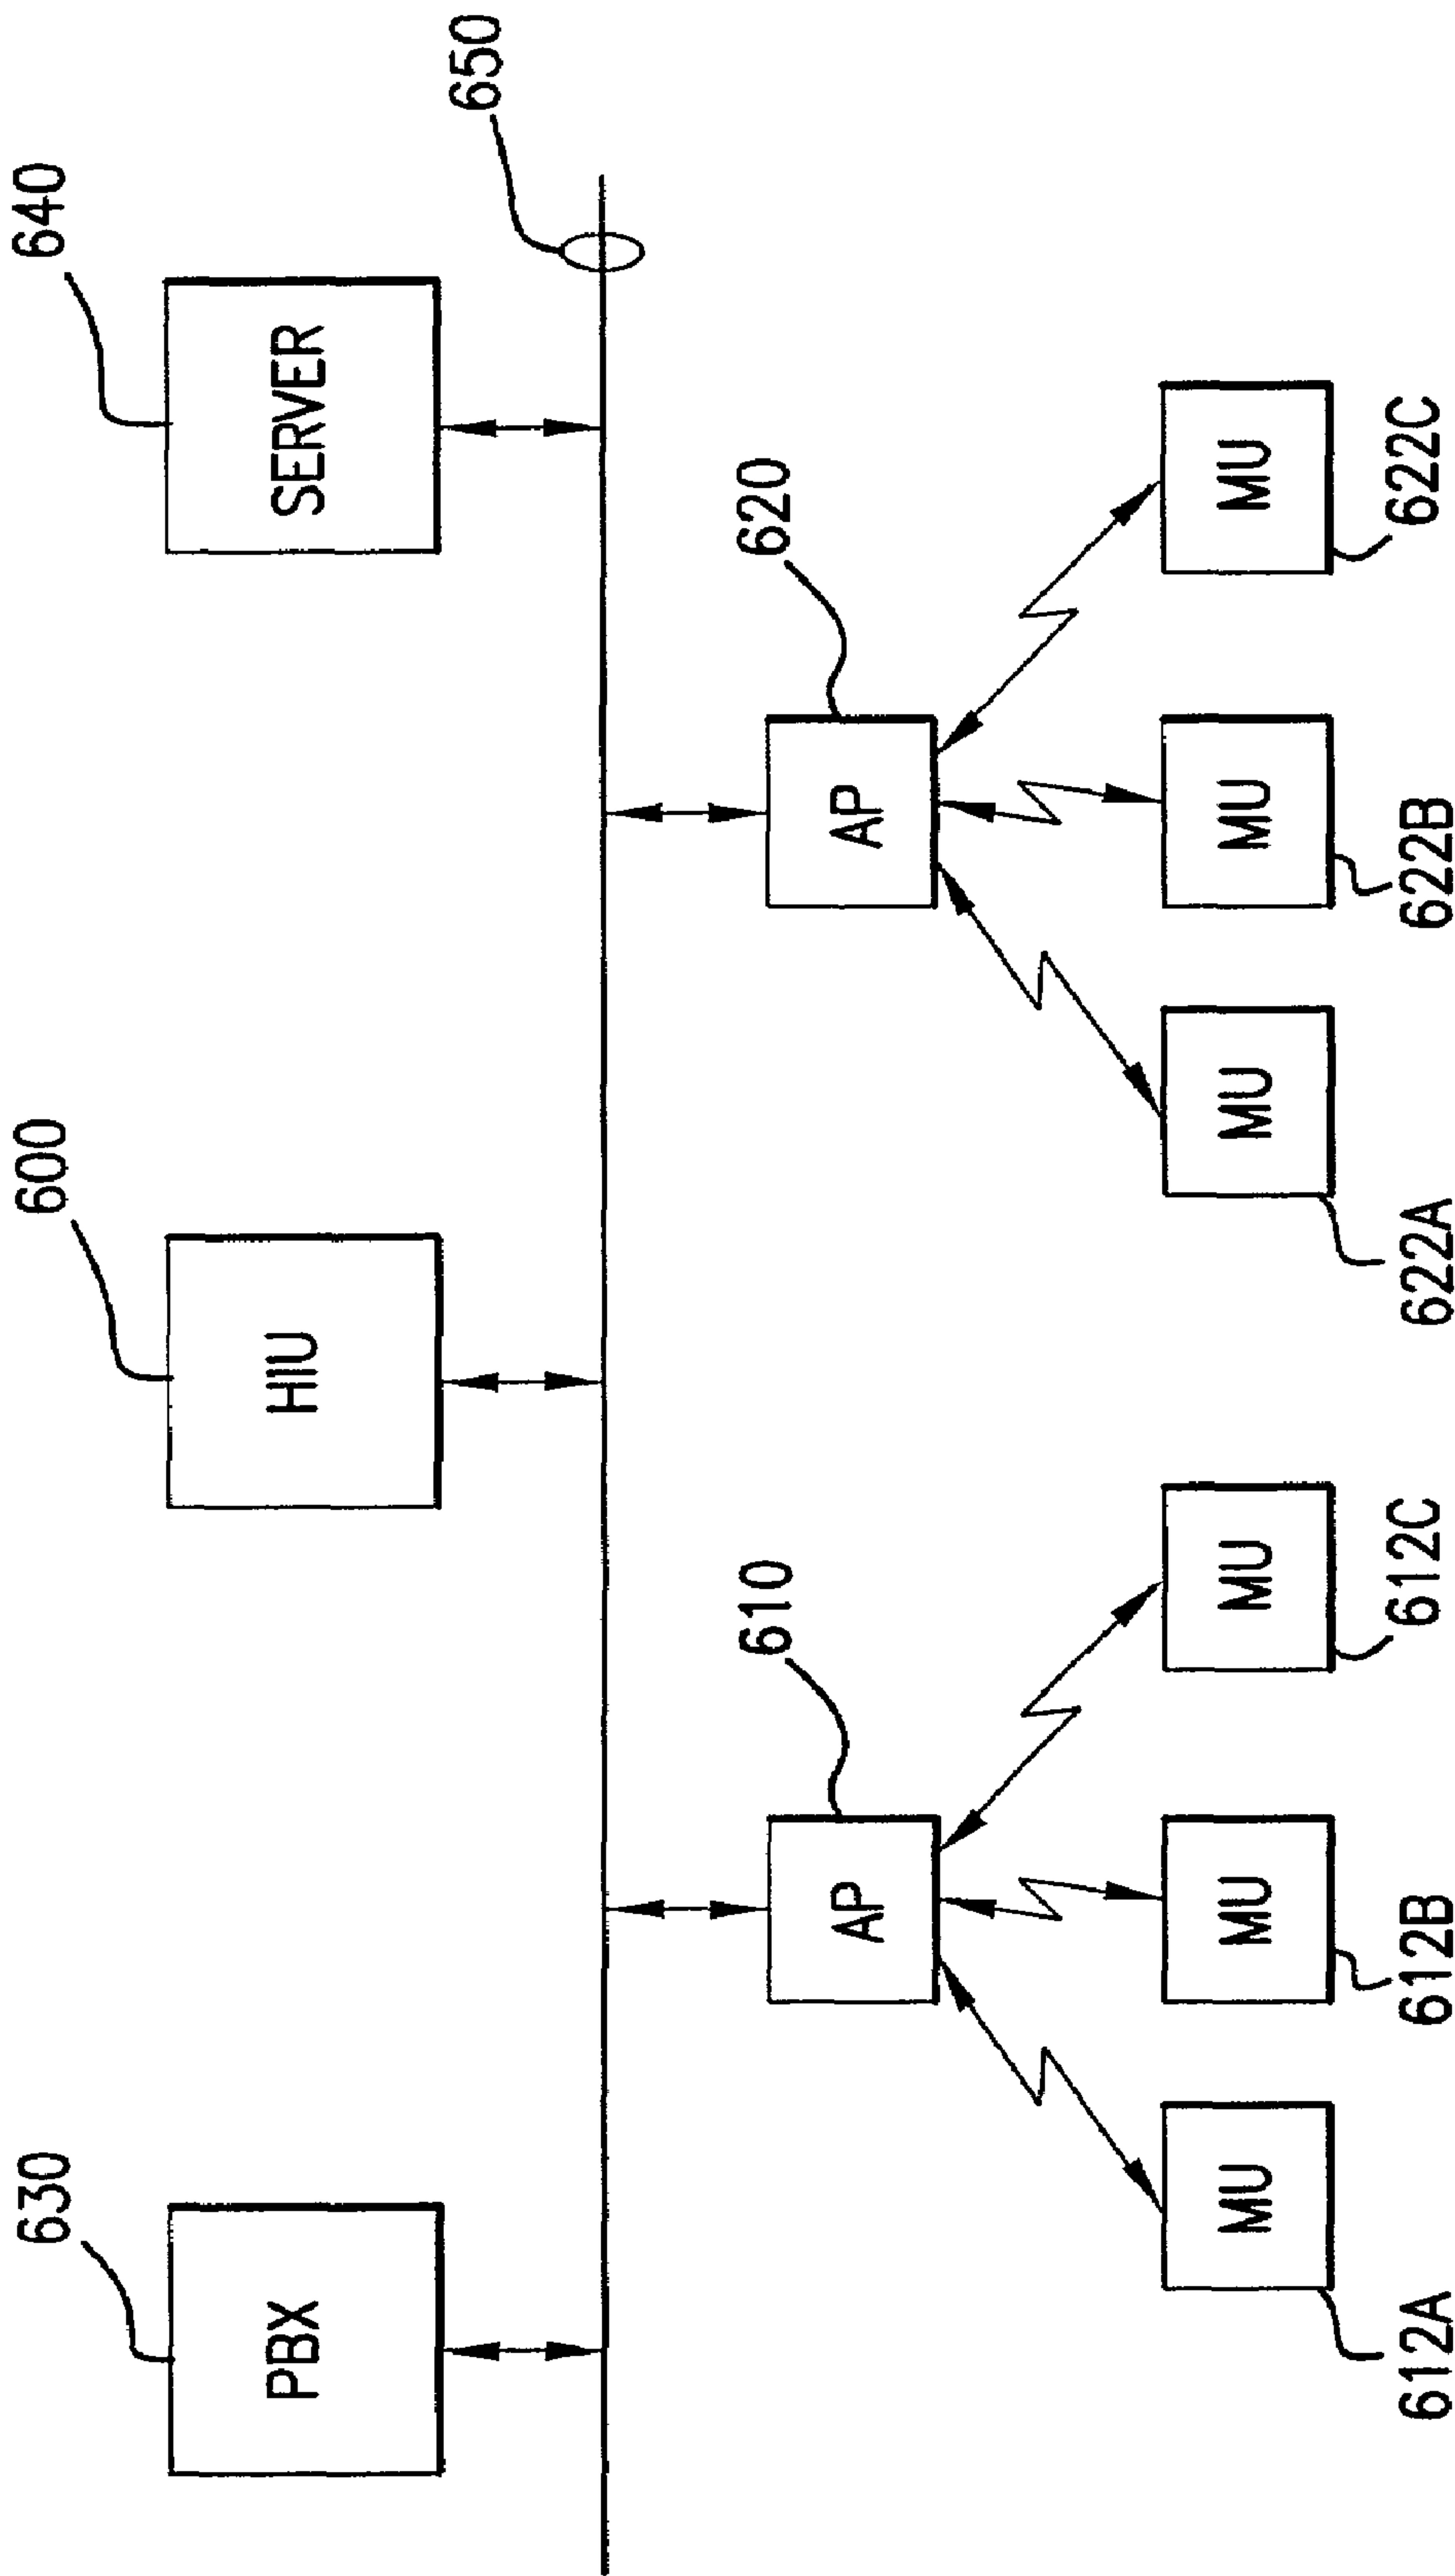 630
600
640
650
PBX
HIU
SERVER
610
620
AP
AP
MU
MU
MU
MU
MU
MU
612A
612B
612C
622A
622B
622C